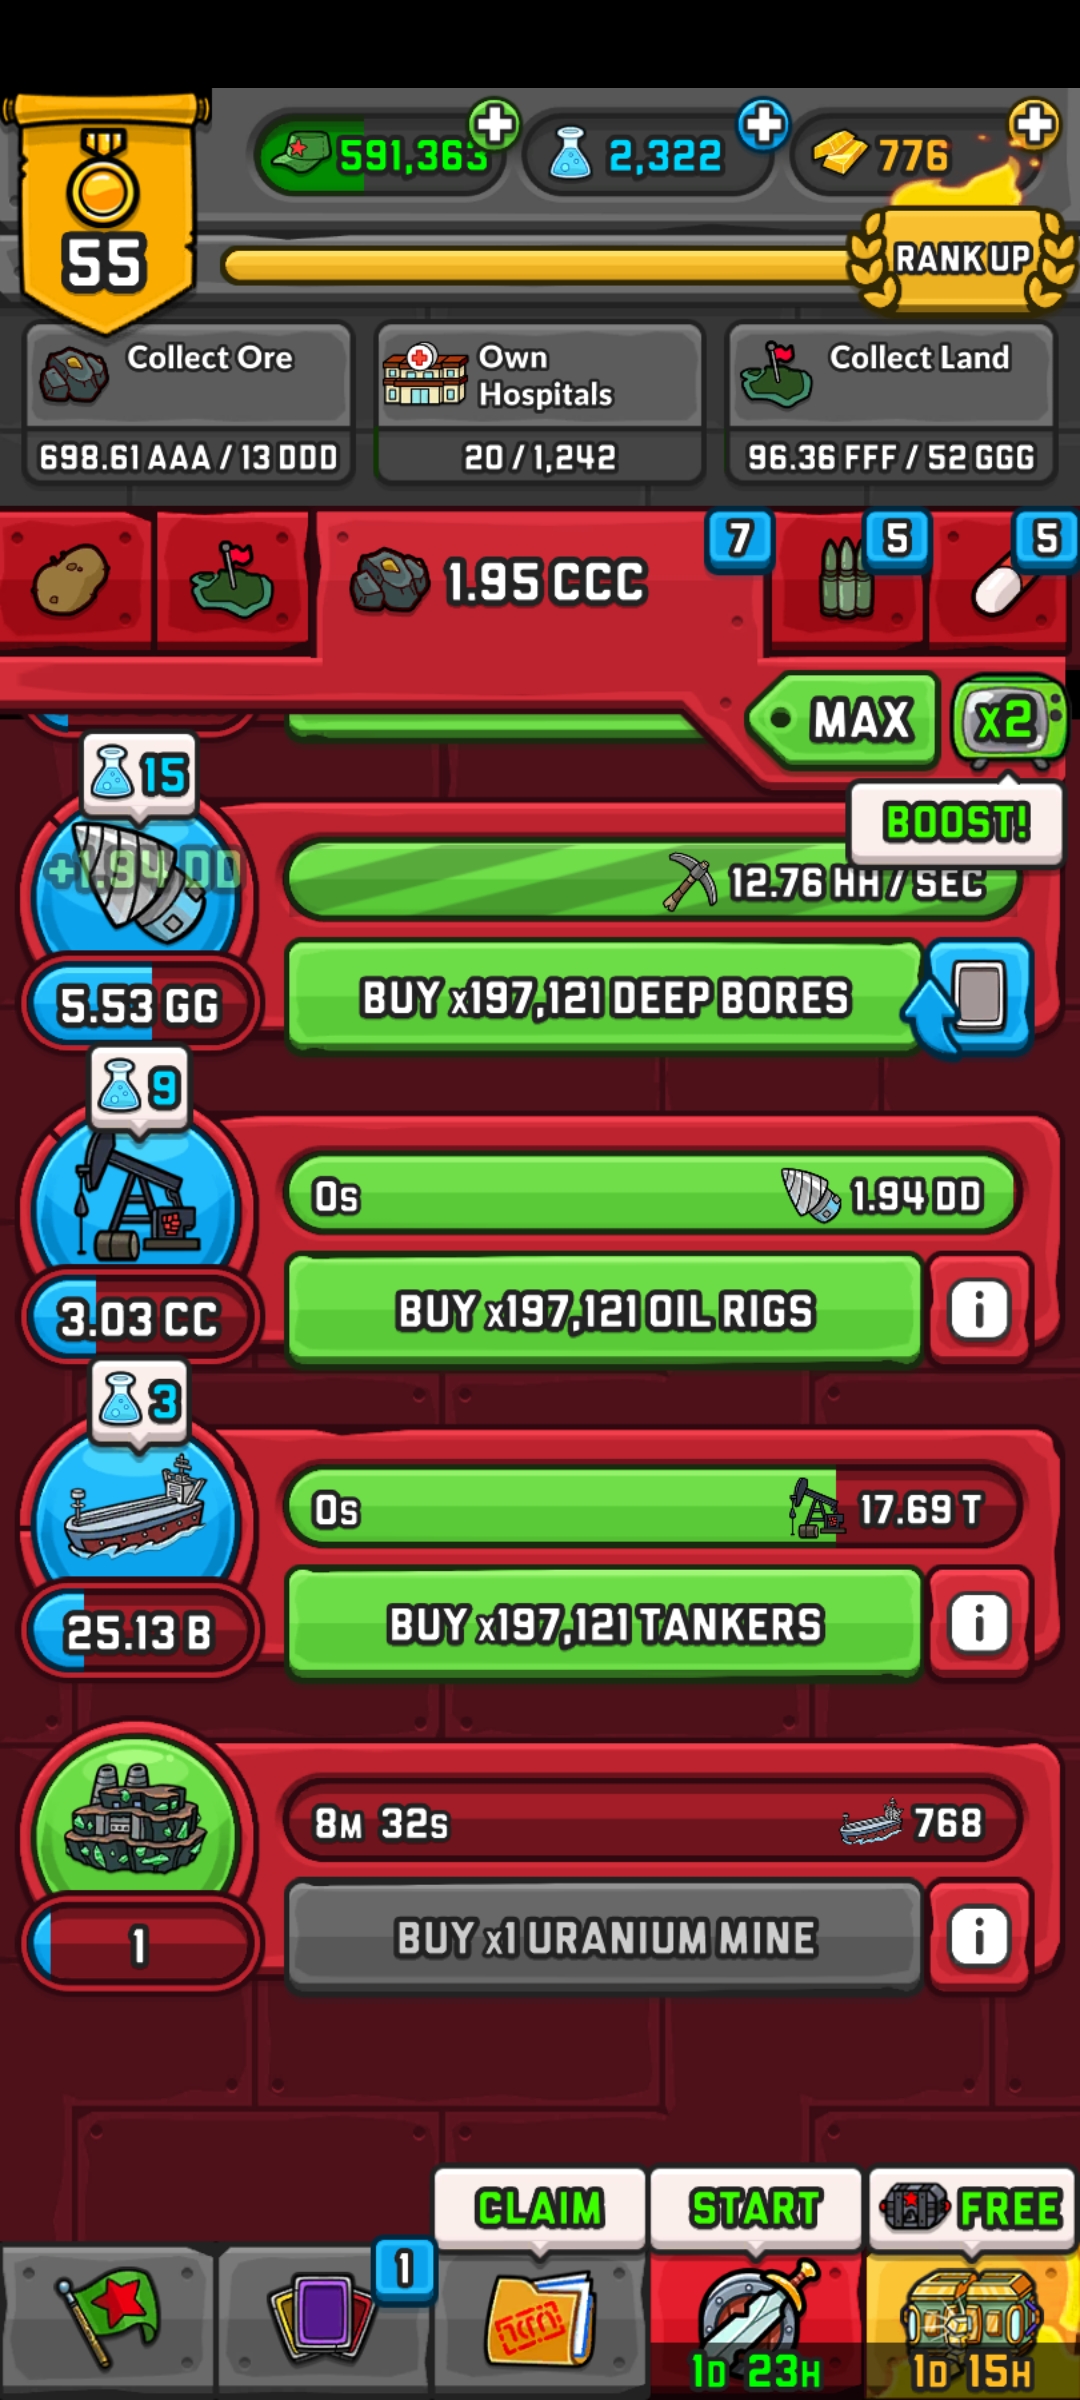 591,363
2,322
776
55
RANK UP
Collect Ore
698.61 AAA / 13 DDD
Own
Hospitals
20 / 1,242
Collect Land
96.36 FFF / 52 GGG
1.95 CCC
7
5
5
MAX
x2
BOOST!
15
+1.94 DD
12.76 HH / SEC
5.53 GG
BUY x197,121 DEEP BORES
9
0s
1.94 DD
3.03 CC
BUY x197,121 OIL RIGS
i
3
0s
17.69 T
25.13 B
BUY x197,121 TANKERS
i
8M 32s
768
1
BUY x1 URANIUM MINE
i
CLAIM
START
FREE
1
1D 23H
1D 15H